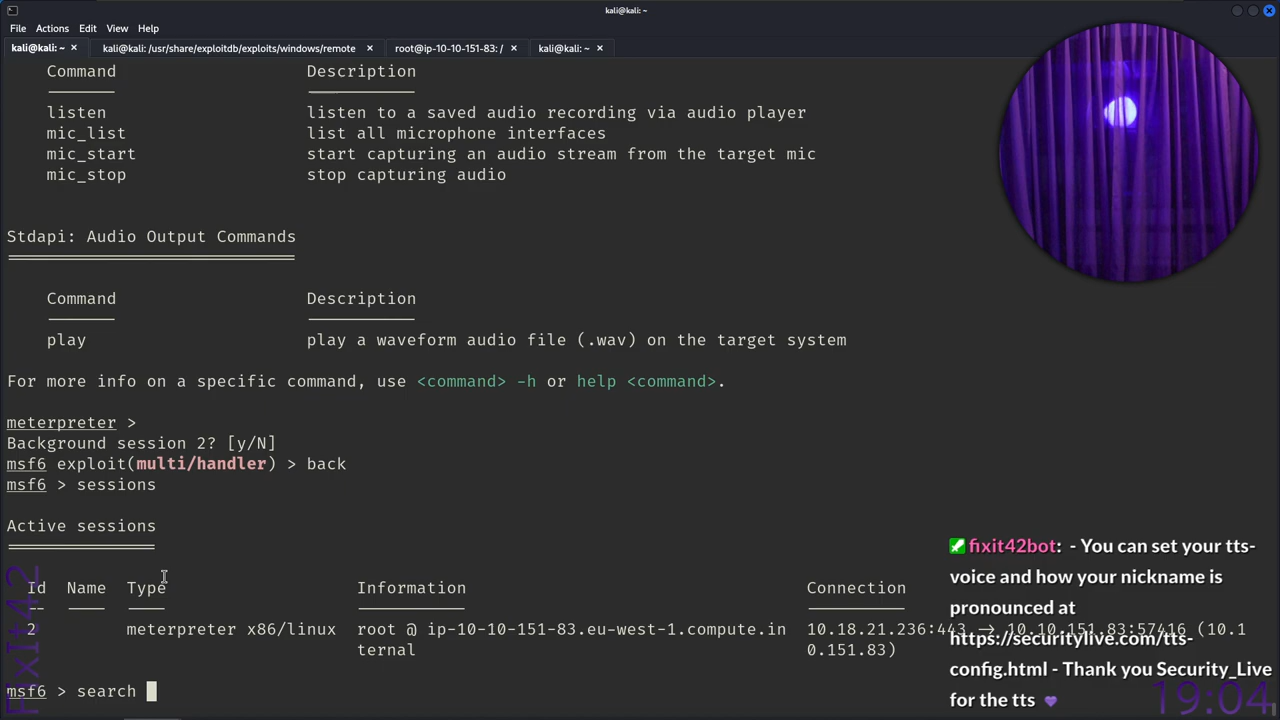 kali@kali: ~
File Actions Edit View Help
kali@kali: ~ × kali@kali: /usr/share/exploitdb/exploits/windows/remote × root@ip-10-10-151-83: / × kali@kali: ~ ×
Command Description
listen listen to a saved audio recording via audio player
mic_list list all microphone interfaces
mic_start start capturing an audio stream from the target mic
mic_stop stop capturing audio
Stdapi: Audio Output Commands
Command Description
play play a waveform audio file (.wav) on the target system
For more info on a specific command, use <command> -h or help <command>.
meterpreter >
Background session 2? [y/N]
msf6 exploit(multi/handler) > back
msf6 > sessions
Active sessions
Id Name Type Information Connection
2 meterpreter x86/linux root @ ip-10-10-151-83.eu-west-1.compute.in 10.18.21.236:443 → 10.10.151.83:57416 (10.1
ternal 0.151.83)
msf6 > search
fixit42bot: - You can set your tts-
voice and how your nickname is
pronounced at
https://securitylive.com/tts-
config.html - Thank you Security_Live
for the tts
FixIt42
19:04